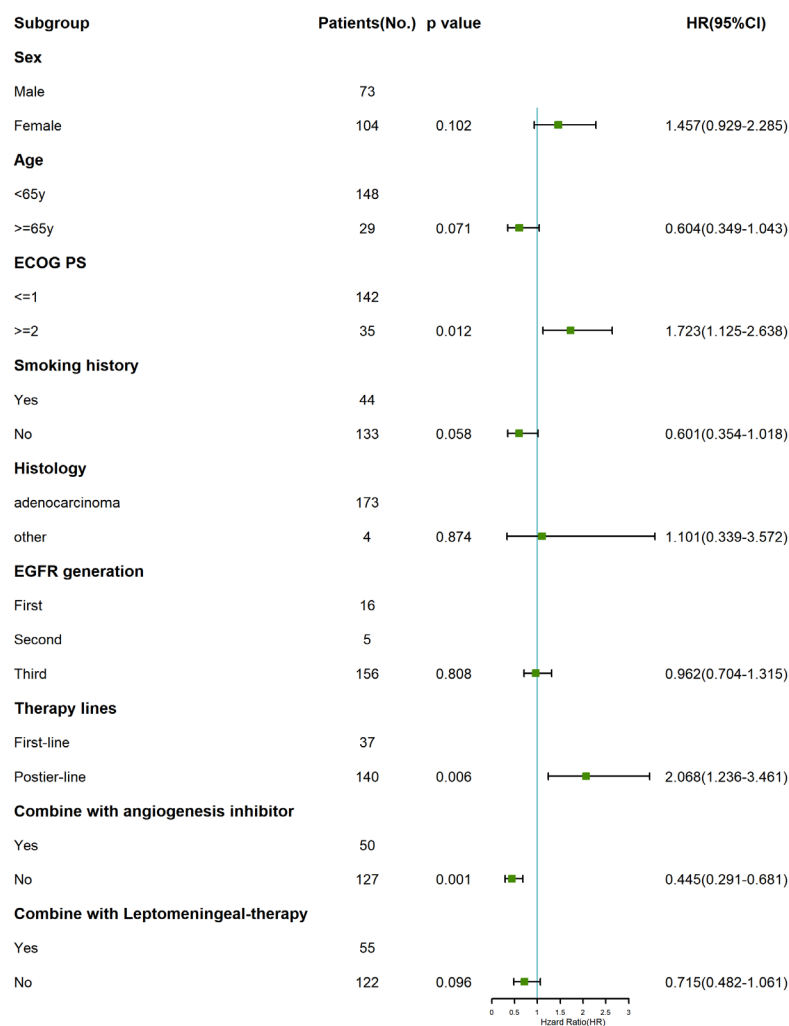 Subgroup Patients(No.) p value HR(95%CI)
Sex
Male 73
Female 104 0.102 1.457(0.929-2.285)
Age
<65y 148
>=65y 29 0.071 0.604(0.349-1.043)
ECOG PS
<=1 142
>=2 35 0.012 1.723(1.125-2.638)
Smoking history
Yes 44
No 133 0.058 0.601(0.354-1.018)
Histology
adenocarcinoma 173
other 4 0.874 1.101(0.339-3.572)
EGFR generation
First 16
Second 5
Third 156 0.808 0.962(0.704-1.315)
Therapy lines
First-line 37
Postier-line 140 0.006 2.068(1.236-3.461)
Combine with angiogenesis inhibitor
Yes 50
No 127 0.001 0.445(0.291-0.681)
Combine with Leptomeningeal-therapy
Yes 55
No 122 0.096 0.715(0.482-1.061)
0 0.5 1 1.5 2 2.5 3
Hzard Ratio(HR)